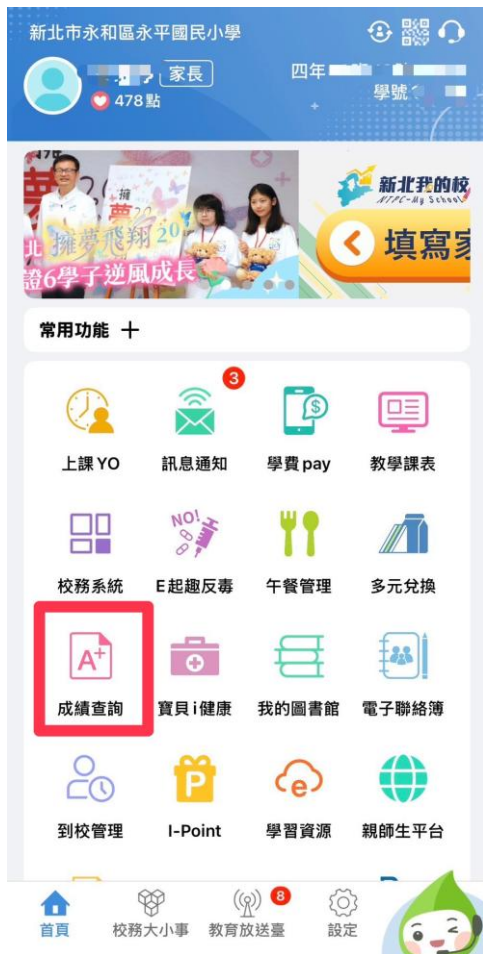 新北市永和區永平國民小學
家長
四年
478點
學號
擁夢飛翔20
證6學子逆風成長
新北我的校
NTPC-My School
填寫
常用功能 +
3
上課YO 訊息通知 學費pay 教學課表
NO!
校務系統 E起趣反毒 午餐管理 多元兌換
A+
成績查詢 寶貝i健康 我的圖書館 電子聯絡簿
P
e
到校管理 I-Point 學習資源 親師生平台
8
首頁 校務大小事 教育放送臺 設定